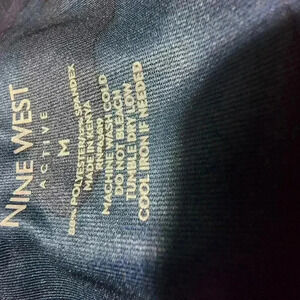 NINE WEST
ACTIVE
M
POLYESTER/ SPANDEX
MADE IN KENYA
MACHINE WASH COLD
DO NOT BLEACH
TUMBLE DRY LOW
COOL IRON IF NEEDED